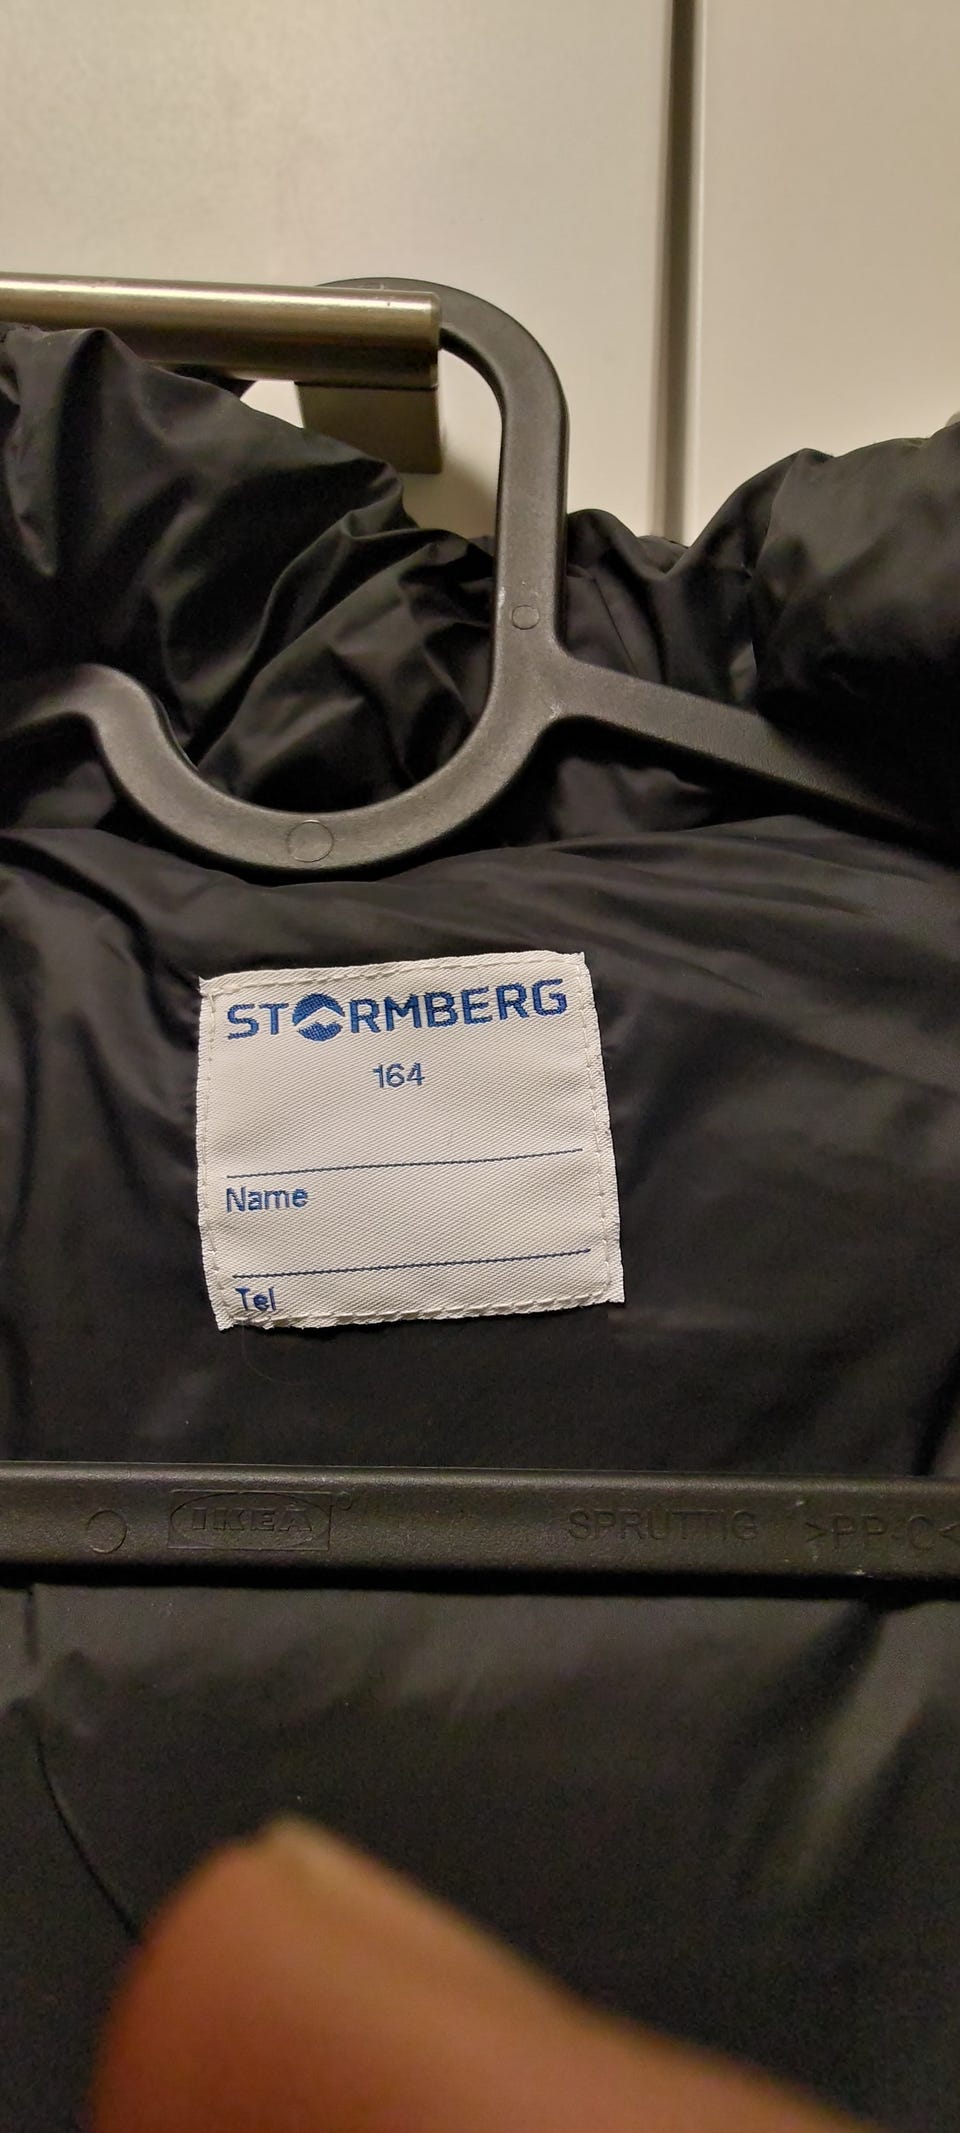 STORMBERG
164
Name
Tel
IKEA SPRUTTIG >PP-C<